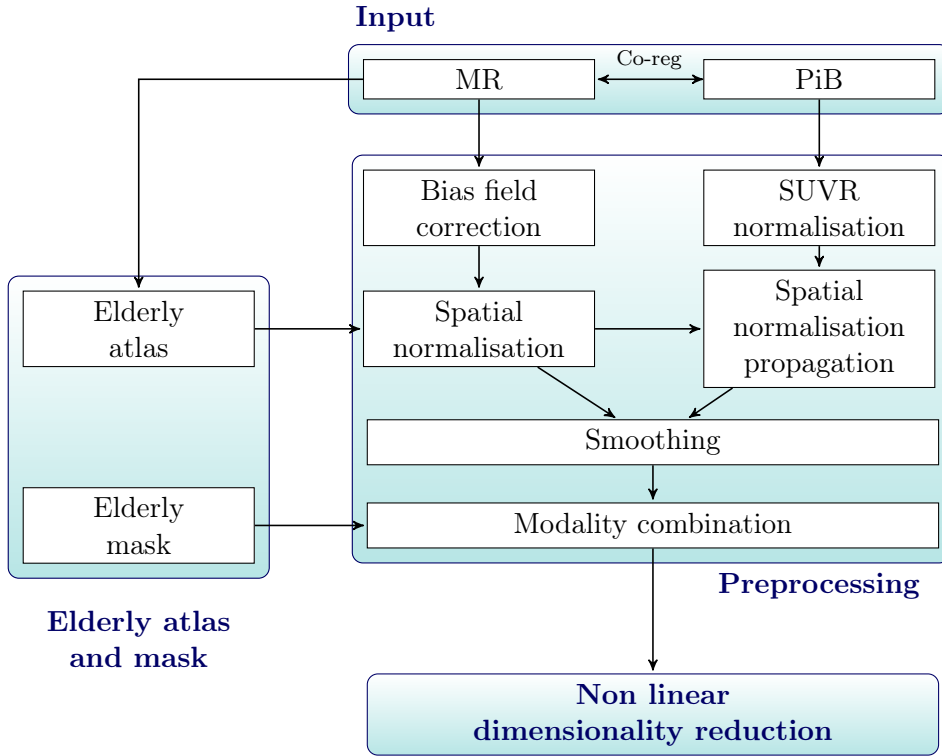 Input
Co-reg
MR
PiB
Bias field
correction
SUVR
normalisation
Elderly
atlas
Spatial
normalisation
Spatial
normalisation
propagation
Smoothing
Elderly
mask
Modality combination
Preprocessing
Elderly atlas
and mask
Non linear
dimensionality reduction